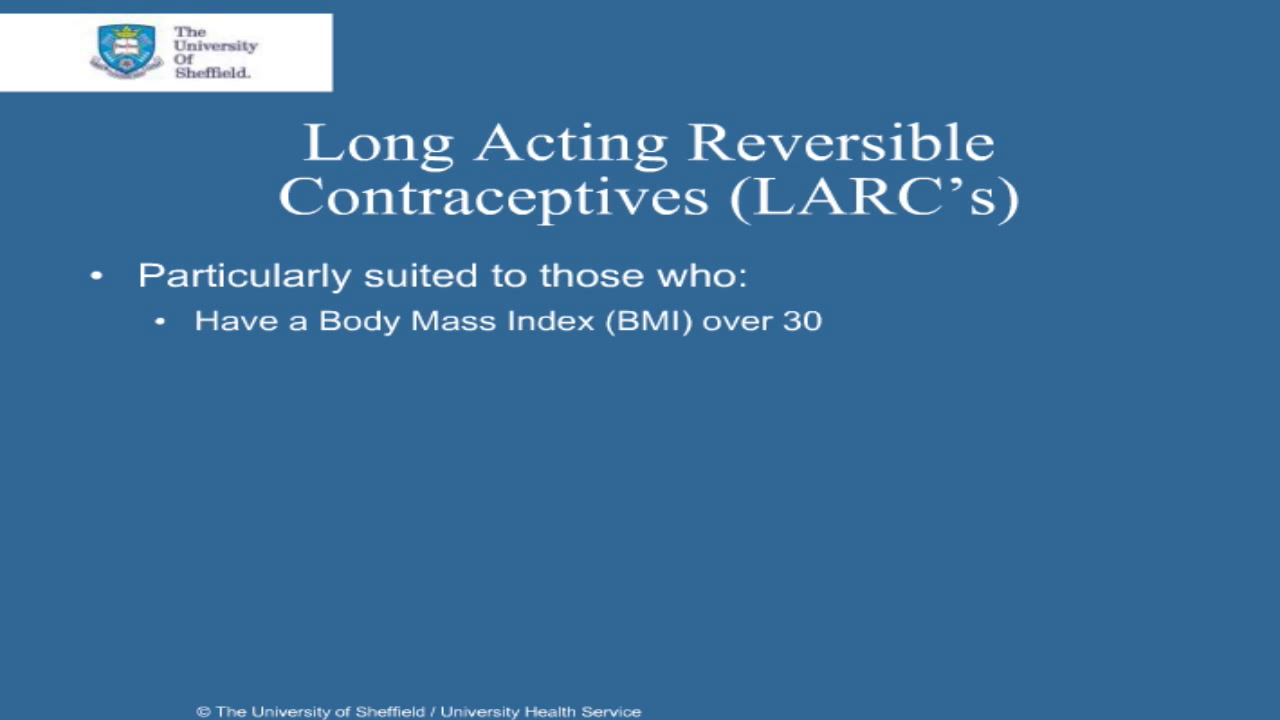 The
University
Of
Sheffield.
Long Acting Reversible
Contraceptives (LARC's)
• Particularly suited to those who:
• Have a Body Mass Index (BMI) over 30
© The University of Sheffield / University Health Service